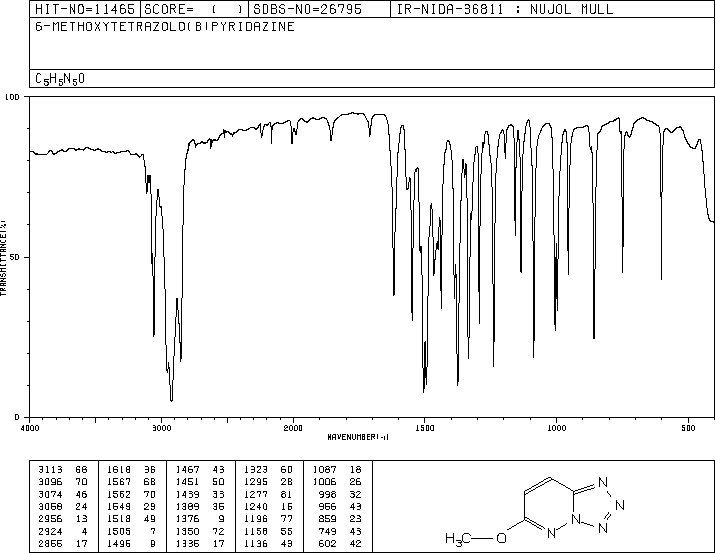 HIT-NO=11465 SCORE= ( ) SDBS-NO=26795 IR-NIDA-36811 : NUJOL MULL
6-METHOXYTETRAZOLO(B)PYRIDAZINE
C5H5N5O
100
50
0
TRANSMITTANCE(%)
4000 3000 2000 1500 1000 500
WAVENUMBER(-1)
3113 68 1618 36 1467 43 1323 60 1087 18
3096 70 1567 68 1451 50 1295 28 1006 26
3074 46 1562 70 1439 33 1277 81 998 32
3058 24 1549 29 1389 36 1240 16 956 43
2956 13 1518 49 1376 9 1196 77 859 23
2924 4 1505 7 1350 72 1158 55 749 43
2855 17 1496 9 1335 17 1136 43 602 42
N
N
N N N
H3C O